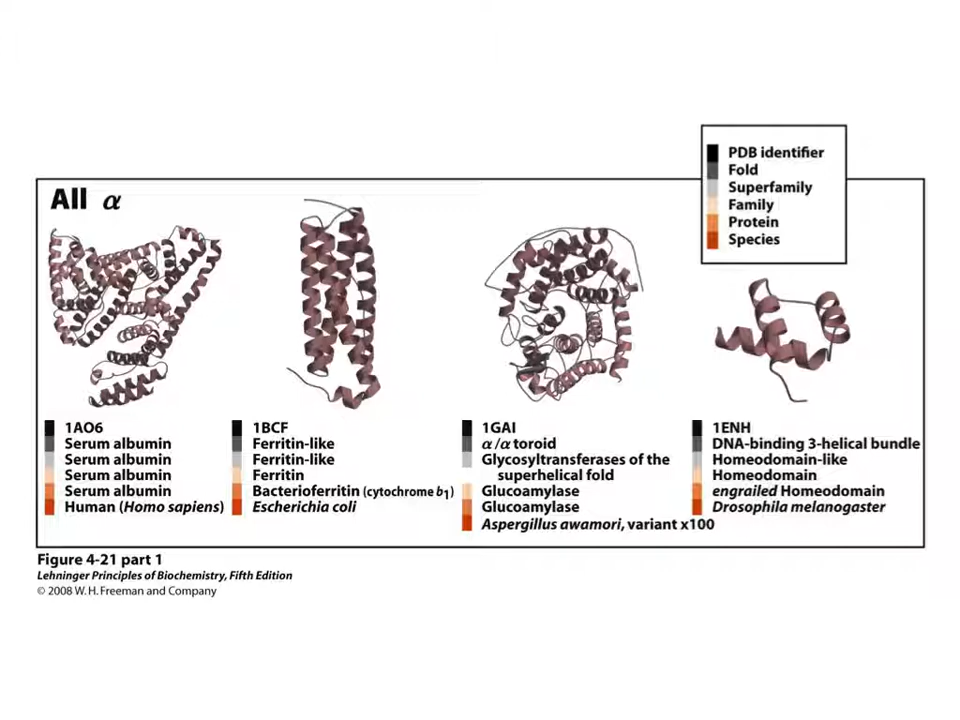 PDB identifier
Fold
Superfamily
Family
Protein
Species
All α
1AO6
Serum albumin
Serum albumin
Serum albumin
Serum albumin
Human (Homo sapiens)
1BCF
Ferritin-like
Ferritin-like
Ferritin
Bacterioferritin (cytochrome b₁)
Escherichia coli
1GAI
α/α toroid
Glycosyltransferases of the
superhelical fold
Glucoamylase
Glucoamylase
Aspergillus awamori, variant x100
1ENH
DNA-binding 3-helical bundle
Homeodomain-like
Homeodomain
engrailed Homeodomain
Drosophila melanogaster
Figure 4-21 part 1
Lehninger Principles of Biochemistry, Fifth Edition
© 2008 W. H. Freeman and Company